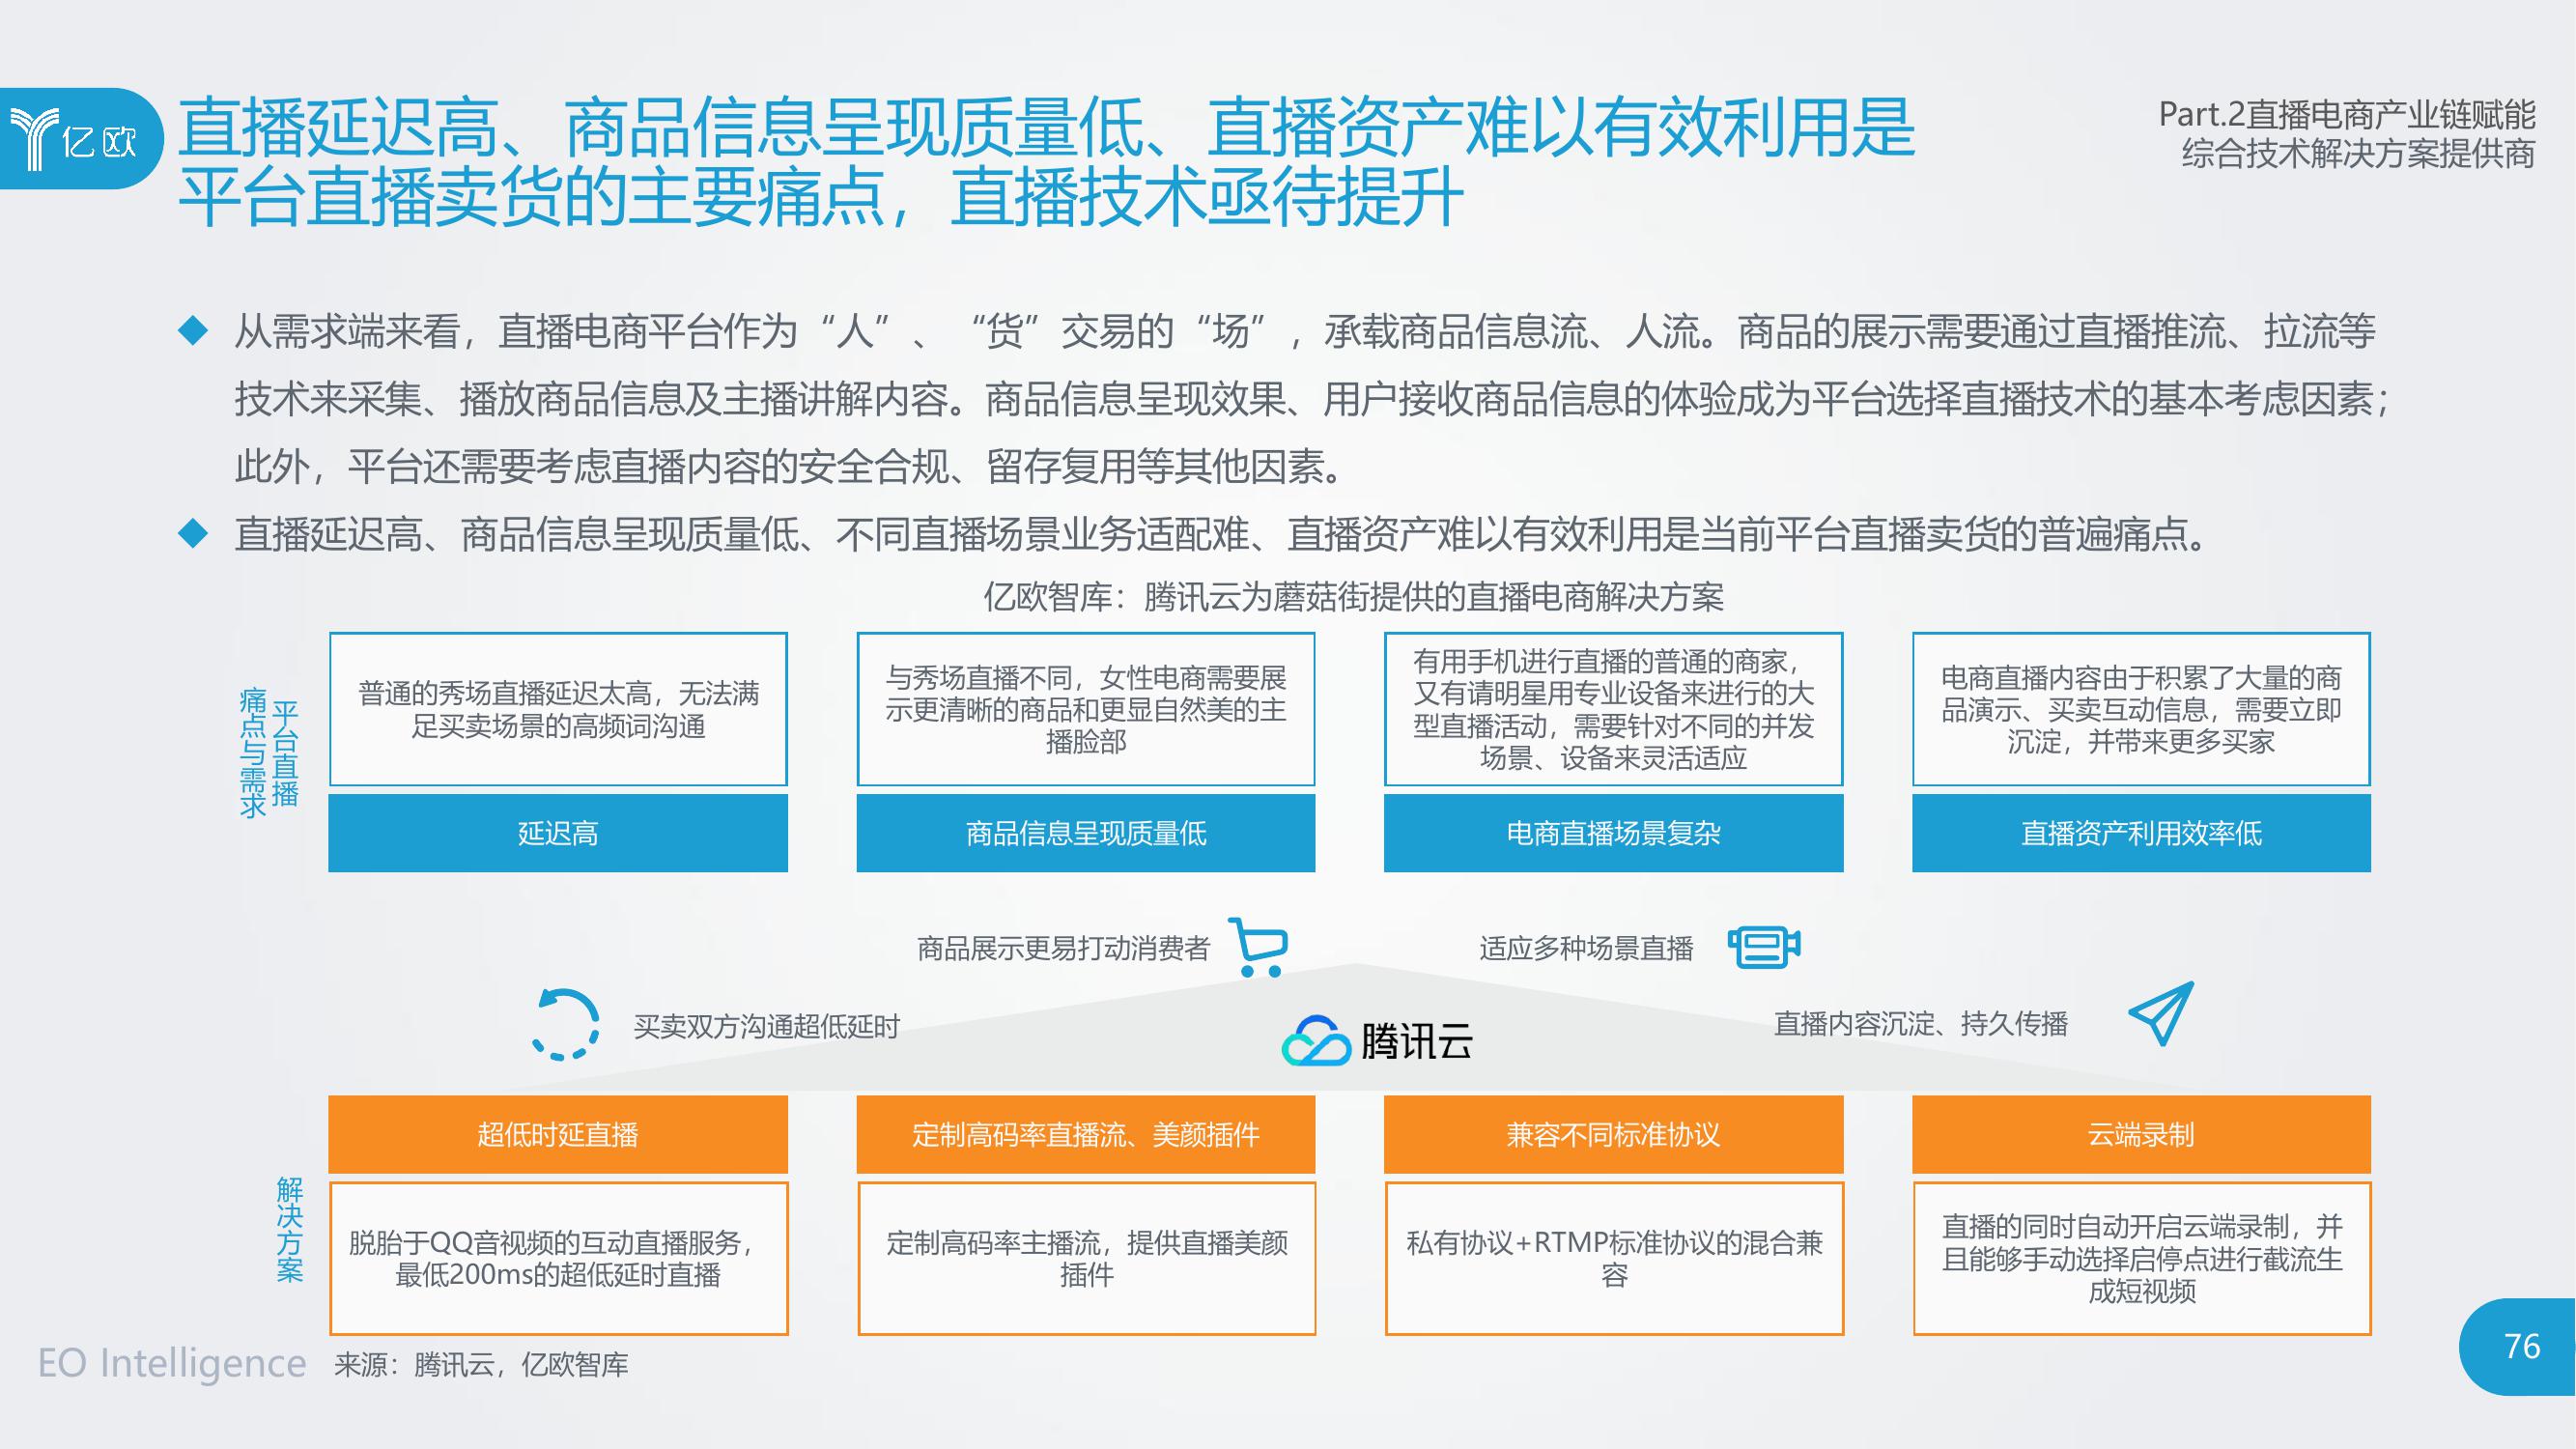 亿欧
直播延迟高、商品信息呈现质量低、直播资产难以有效利用是
平台直播卖货的主要痛点，直播技术亟待提升
Part.2直播电商产业链赋能
综合技术解决方案提供商
从需求端来看，直播电商平台作为“人”、“货”交易的“场”，承载商品信息流、人流。商品的展示需要通过直播推流、拉流等
技术来采集、播放商品信息及主播讲解内容。商品信息呈现效果、用户接收商品信息的体验成为平台选择直播技术的基本考虑因素；
此外，平台还需要考虑直播内容的安全合规、留存复用等其他因素。
直播延迟高、商品信息呈现质量低、不同直播场景业务适配难、直播资产难以有效利用是当前平台直播卖货的普遍痛点。
亿欧智库：腾讯云为蘑菇街提供的直播电商解决方案
平台直播
痛点与需求
普通的秀场直播延迟太高，无法满
足买卖场景的高频词沟通
延迟高
与秀场直播不同，女性电商需要展
示更清晰的商品和更显自然美的主
播脸部
商品信息呈现质量低
有用手机进行直播的普通的商家，
又有请明星用专业设备来进行的大
型直播活动，需要针对不同的并发
场景、设备来灵活适应
电商直播场景复杂
电商直播内容由于积累了大量的商
品演示、买卖互动信息，需要立即
沉淀，并带来更多买家
直播资产利用效率低
买卖双方沟通超低延时
商品展示更易打动消费者
适应多种场景直播
直播内容沉淀、持久传播
腾讯云
解决方案
超低时延直播
脱胎于QQ音视频的互动直播服务，
最低200ms的超低延时直播
定制高码率直播流、美颜插件
定制高码率主播流，提供直播美颜
插件
兼容不同标准协议
私有协议+RTMP标准协议的混合兼
容
云端录制
直播的同时自动开启云端录制，并
且能够手动选择启停点进行截流生
成短视频
EO Intelligence
来源：腾讯云，亿欧智库
76